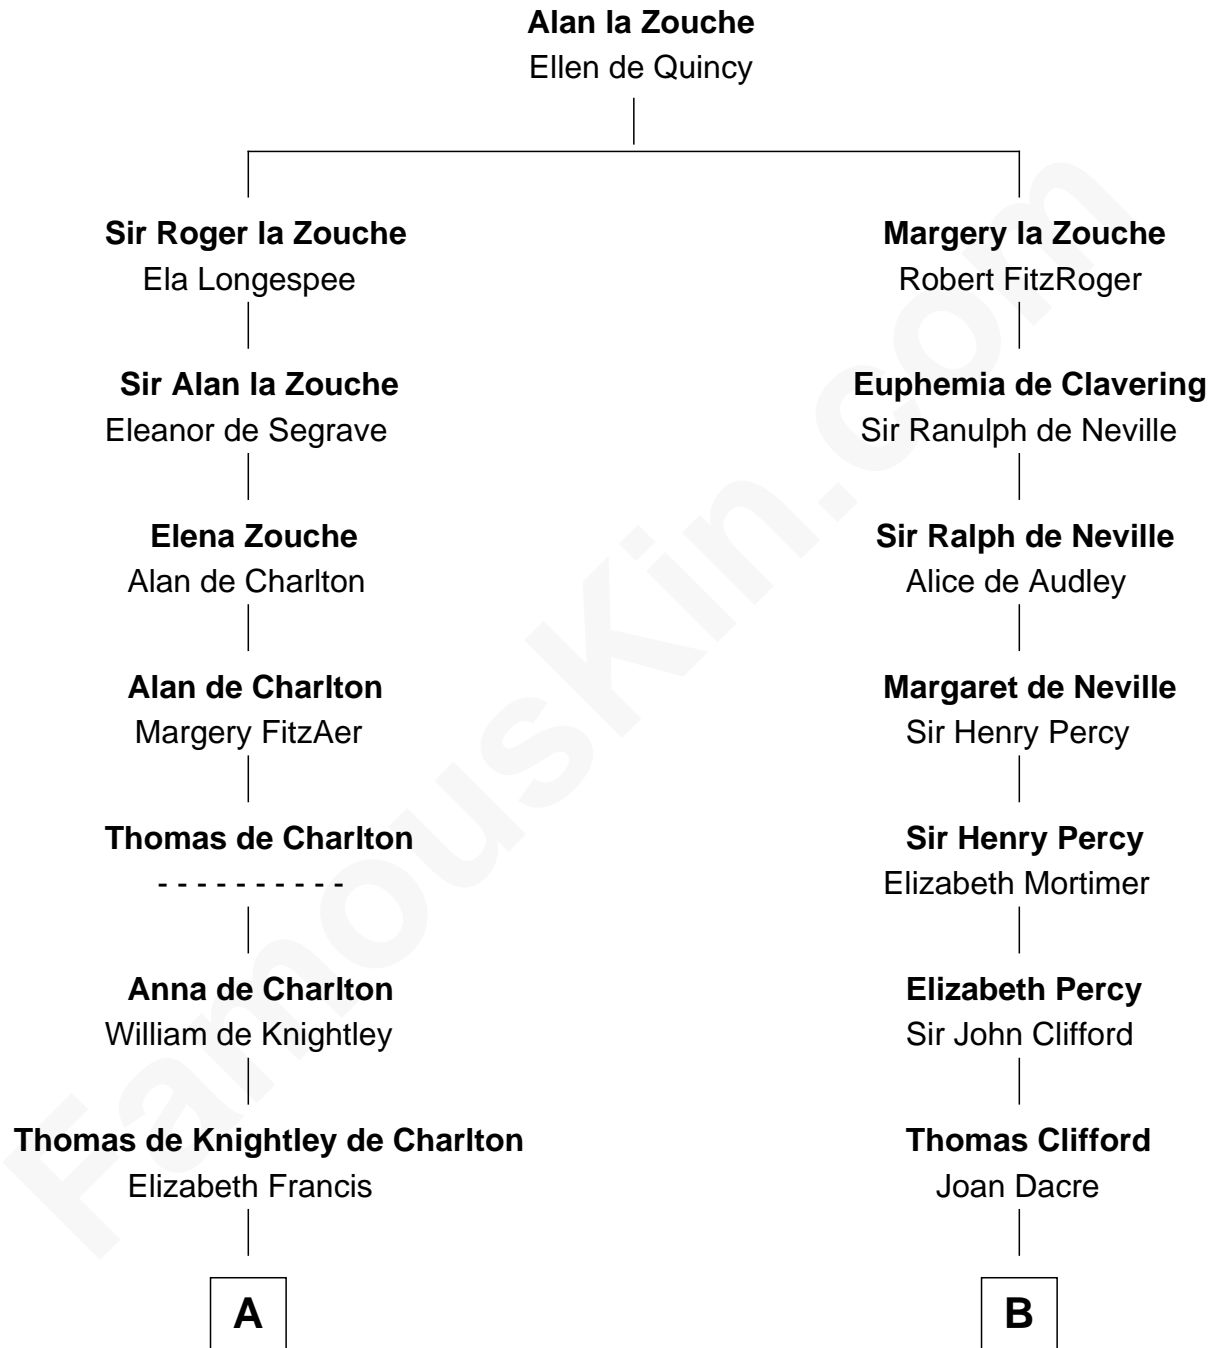 Alan la Zouche
Ellen de Quincy
Sir Roger la Zouche
Ela Longespee
Margery la Zouche
Robert FitzRoger
Sir Alan la Zouche
Eleanor de Segrave
Euphemia de Clavering
Sir Ranulph de Neville
Elena Zouche
Alan de Charlton
Sir Ralph de Neville
Alice de Audley
Alan de Charlton
Margery FitzAer
Margaret de Neville
Sir Henry Percy
Thomas de Charlton
- - - - - - - - - -
Sir Henry Percy
Elizabeth Mortimer
Anna de Charlton
William de Knightley
Elizabeth Percy
Sir John Clifford
Thomas de Knightley de Charlton
Elizabeth Francis
Thomas Clifford
Joan Dacre
A
B
FamousKin.com